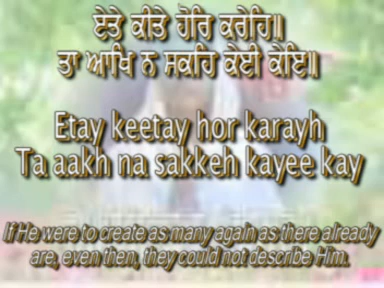 ਏਤੇ ਕੀਤੇ ਹੋਰਿ ਕਰੇਹਿ॥
ਤਾ ਆਖਿ ਨ ਸਕਹਿ ਕੇਈ ਕੇਇ॥
Etay keetay hor karayh
Ta aakh na sakkeh kayee kay
If He were to create as many again as there already
are, even then, they could not describe Him.